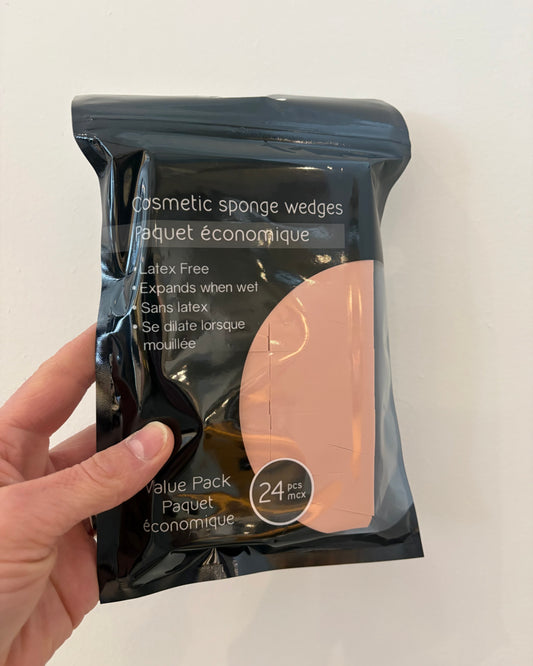 Cosmetic sponge wedges
Paquet économique
• Latex Free
• Expands when wet
• Sans latex
• Se dilate lorsque
mouillée
Value Pack
Paquet
économique
24 pcs
mcx